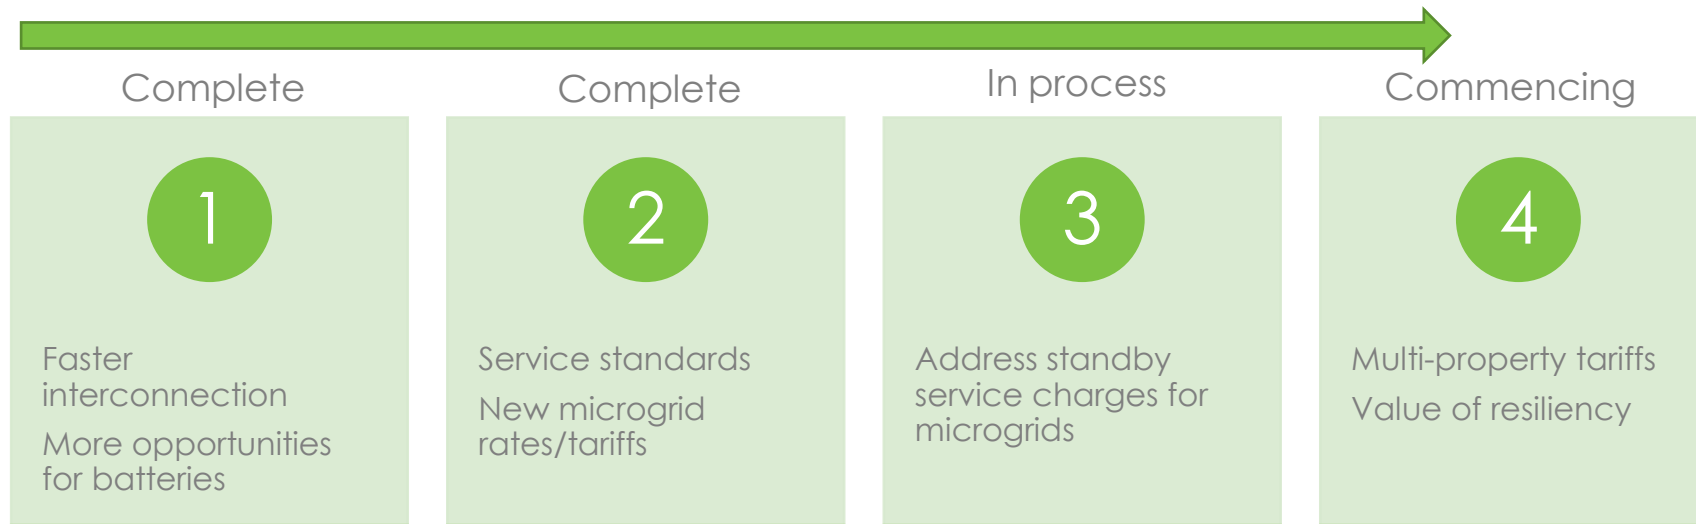 Complete
Complete
In process
Commencing
1
2
3
4
Faster
interconnection
More opportunities
for batteries
Service standards
New microgrid
rates/tariffs
Address standby
service charges for
microgrids
Multi-property tariffs
Value of resiliency